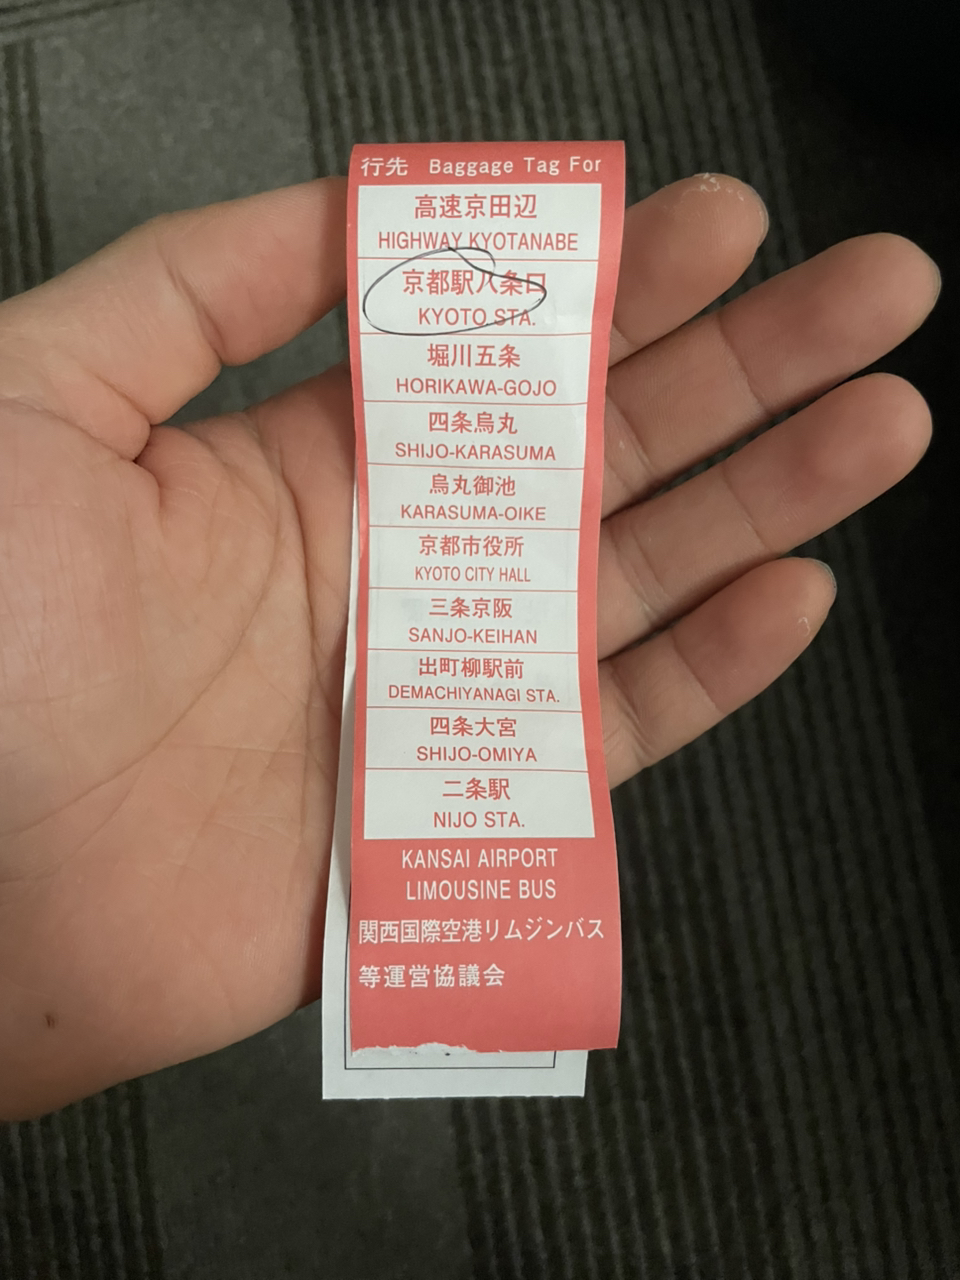 行先 Baggage Tag For
高速京田辺
HIGHWAY KYOTANABE
京都駅八条口
KYOTO STA.
堀川五条
HORIKAWA-GOJO
四条烏丸
SHIJO-KARASUMA
烏丸御池
KARASUMA-OIKE
京都市役所
KYOTO CITY HALL
三条京阪
SANJO-KEIHAN
出町柳駅前
DEMACHIYANAGI STA.
四条大宮
SHIJO-OMIYA
二条駅
NIJO STA.
KANSAI AIRPORT
LIMOUSINE BUS
関西国際空港リムジンバス
等運営協議会